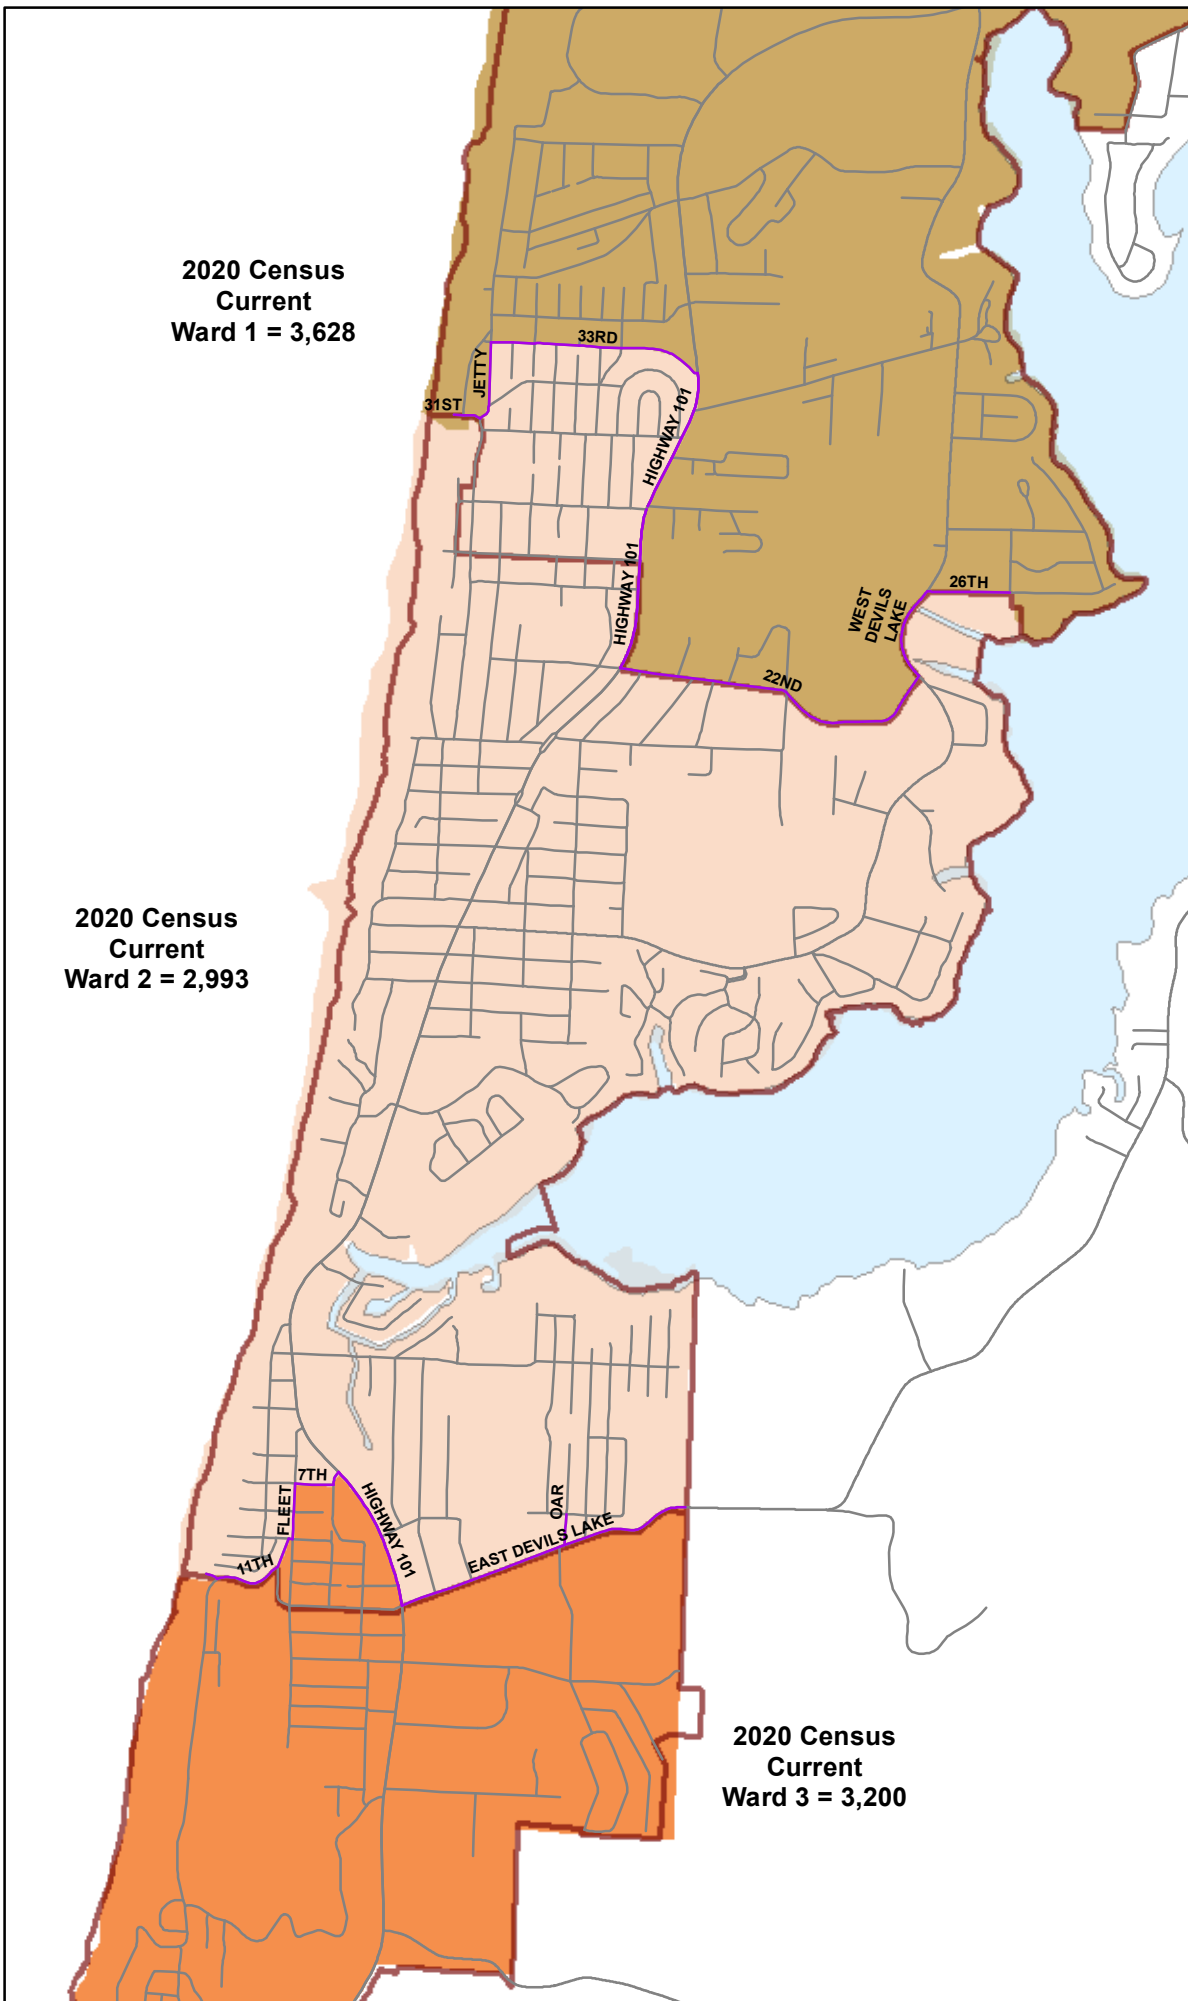 2020 Census
Current
Ward 1 = 3,628
33RD
JETTY
31ST
HIGHWAY 101
HIGHWAY 101
26TH
WEST
DEVILS
LAKE
22ND
2020 Census
Current
Ward 2 = 2,993
7TH
FLEET
HIGHWAY 101
OAR
EAST DEVILS LAKE
11TH
2020 Census
Current
Ward 3 = 3,200